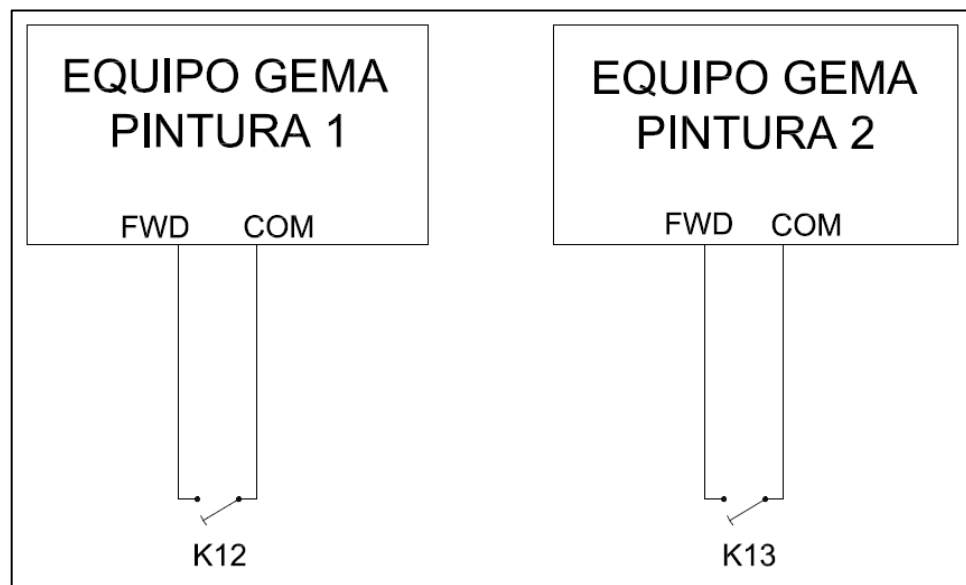 EQUIPO GEMA
PINTURA 1
FWD COM
K12
EQUIPO GEMA
PINTURA 2
FWD COM
K13